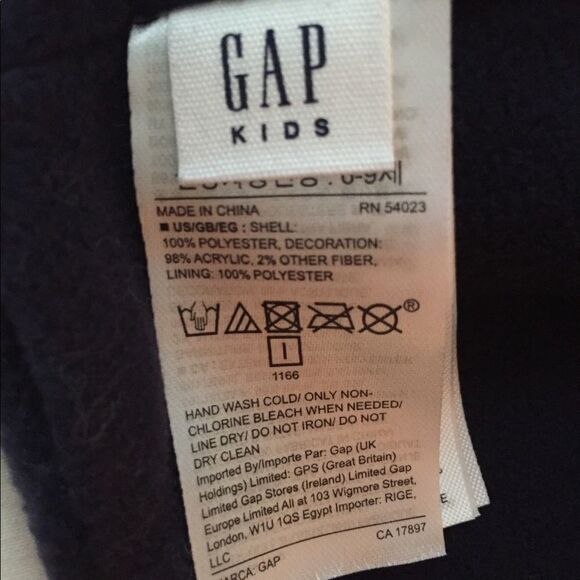 GAP
KIDS
MADE IN CHINA RN 54023
■ US/GB/EG : SHELL:
100% POLYESTER, DECORATION:
98% ACRYLIC, 2% OTHER FIBER,
LINING: 100% POLYESTER
®
1166
HAND WASH COLD/ ONLY NON-
CHLORINE BLEACH WHEN NEEDED/
LINE DRY/ DO NOT IRON/ DO NOT
DRY CLEAN
Imported By/Importe Par: Gap (UK
Holdings) Limited: GPS (Great Britain)
Limited Gap Stores (Ireland) Limited Gap
Europe Limited All at 103 Wigmore Street,
London, W1U 1QS Egypt Importer: RIGE,
LLC CA 17897
MARCA: GAP